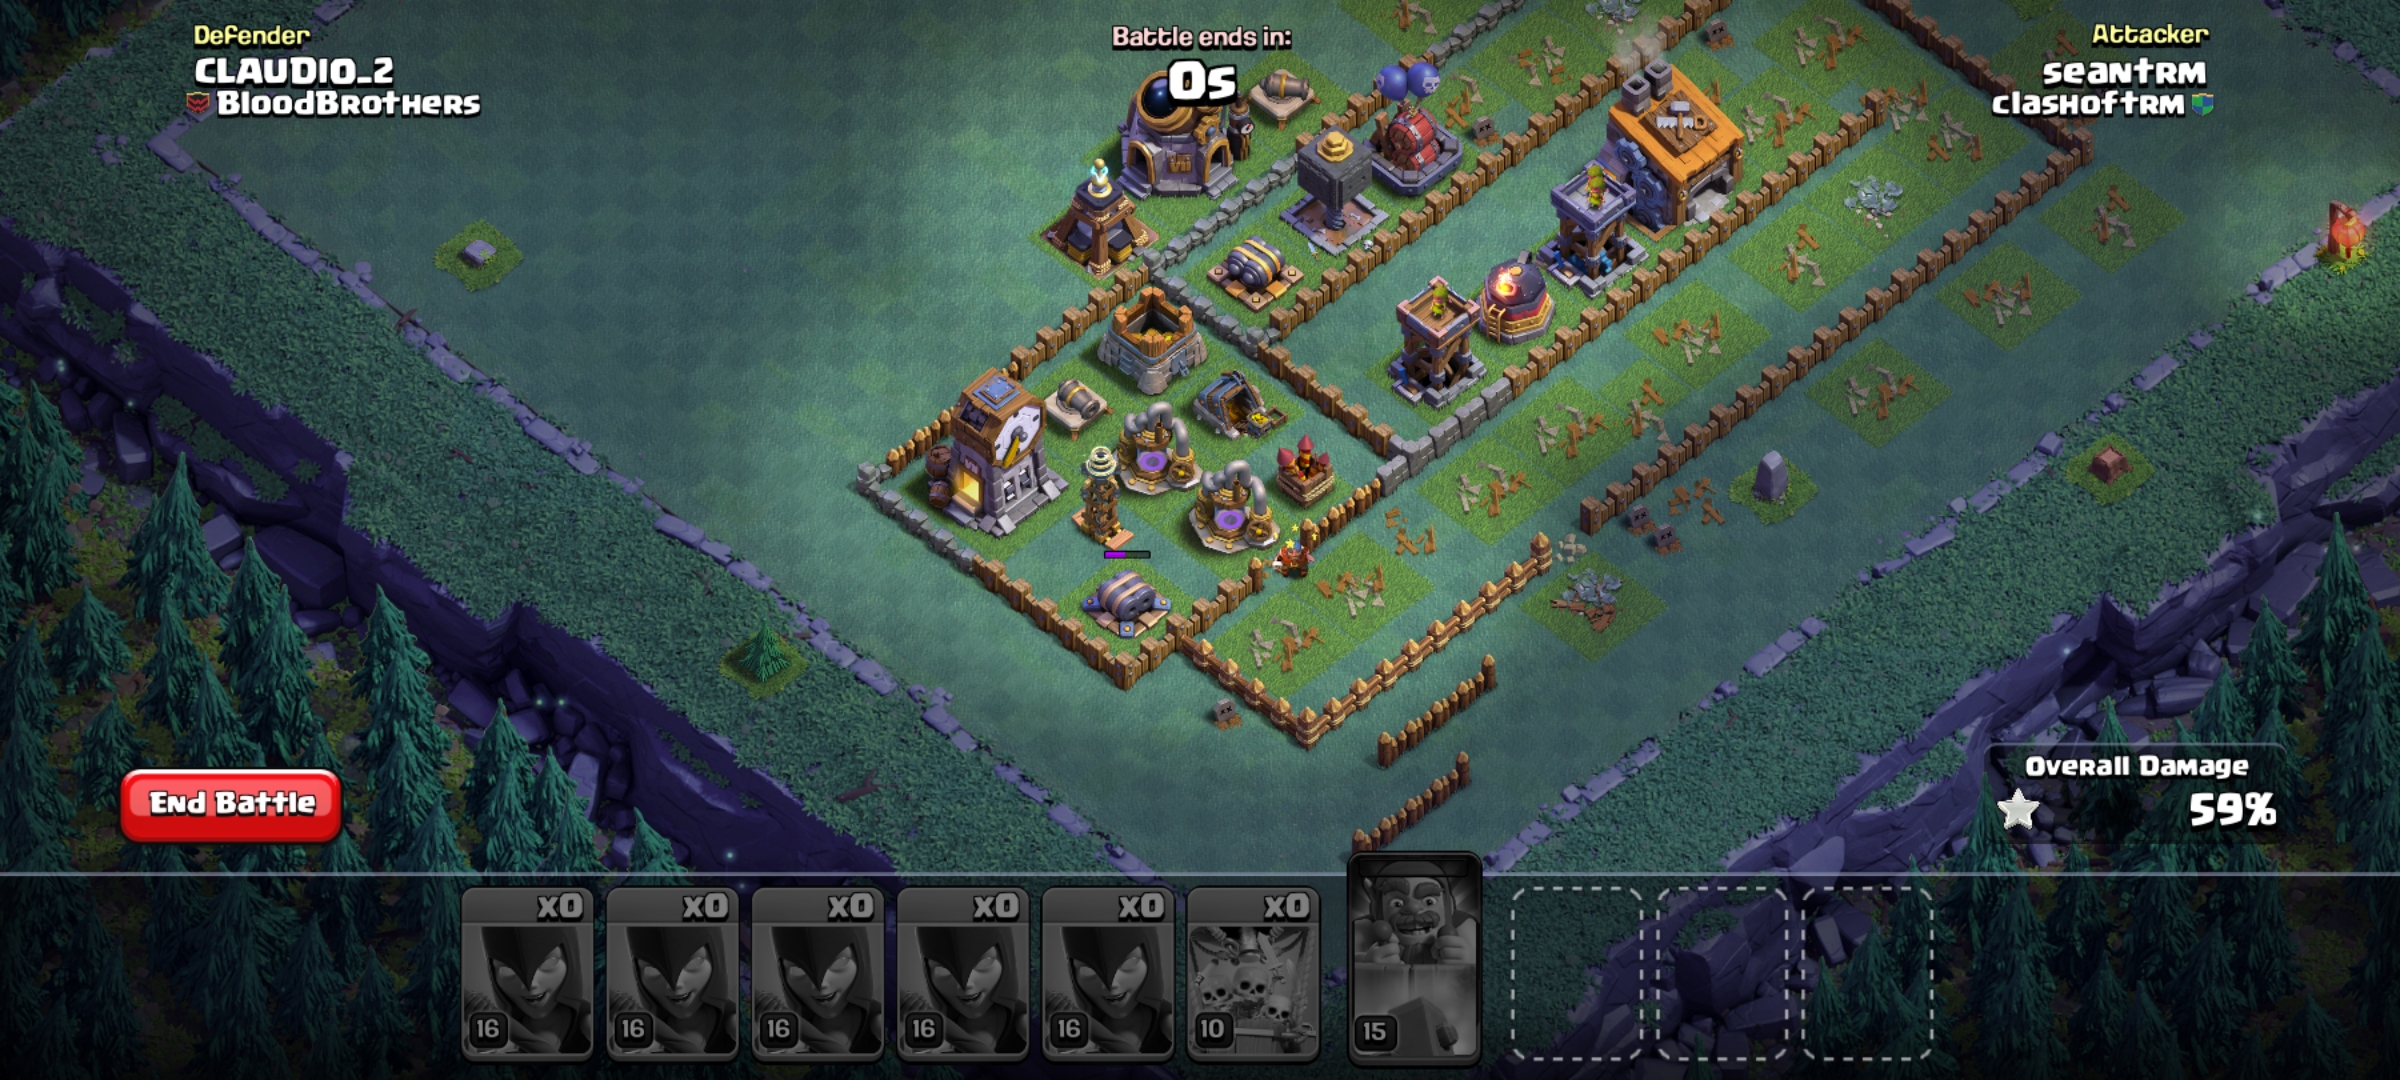 Defender
CLAUDIO_2
BloodBrothers
Battle ends in:
0s
Attacker
seantRM
clashoftRM
End Battle
Overall Damage
59%
x0
x0
x0
x0
x0
x0
16
16
16
16
16
10
15